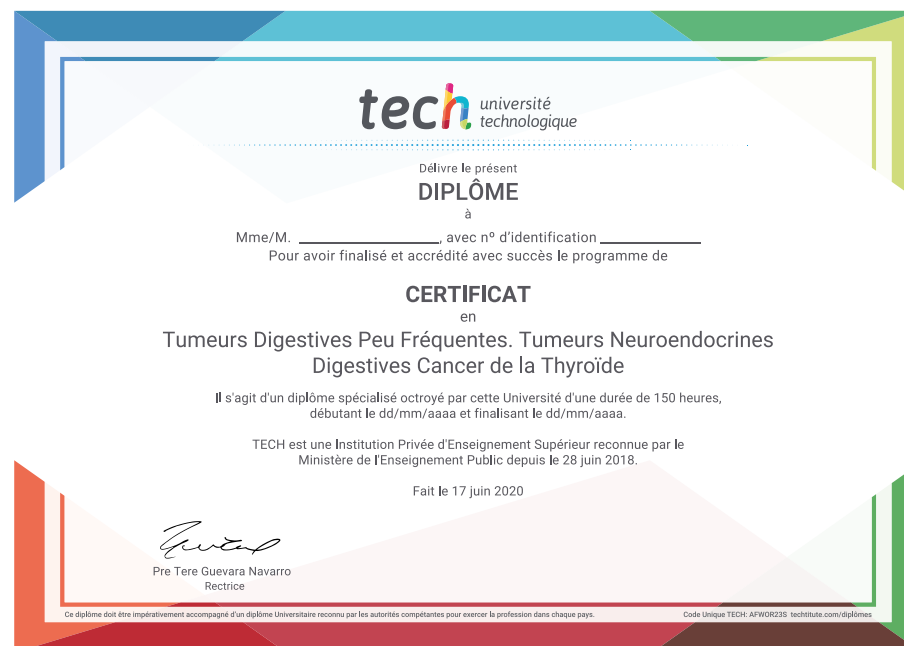 tech université
technologique
Délivre le présent
DIPLÔME
à
Mme/M. ____________, avec nº d'identification ____________
Pour avoir finalisé et accrédité avec succès le programme de
CERTIFICAT
en
Tumeurs Digestives Peu Fréquentes. Tumeurs Neuroendocrines
Digestives Cancer de la Thyroïde
Il s'agit d'un diplôme spécialisé octroyé par cette Université d'une durée de 150 heures,
débutant le dd/mm/aaaa et finalisant le dd/mm/aaaa.
TECH est une Institution Privée d'Enseignement Supérieur reconnue par le
Ministère de l'Enseignement Public depuis le 28 juin 2018.
Fait le 17 juin 2020
Pre Tere Guevara Navarro
Rectrice
Ce diplôme doit être impérativement accompagné d'un diplôme Universitaire reconnu par les autorités compétentes pour exercer la profession dans chaque pays.
Code Unique TECH: AFWOR23S techtitute.com/diplômes